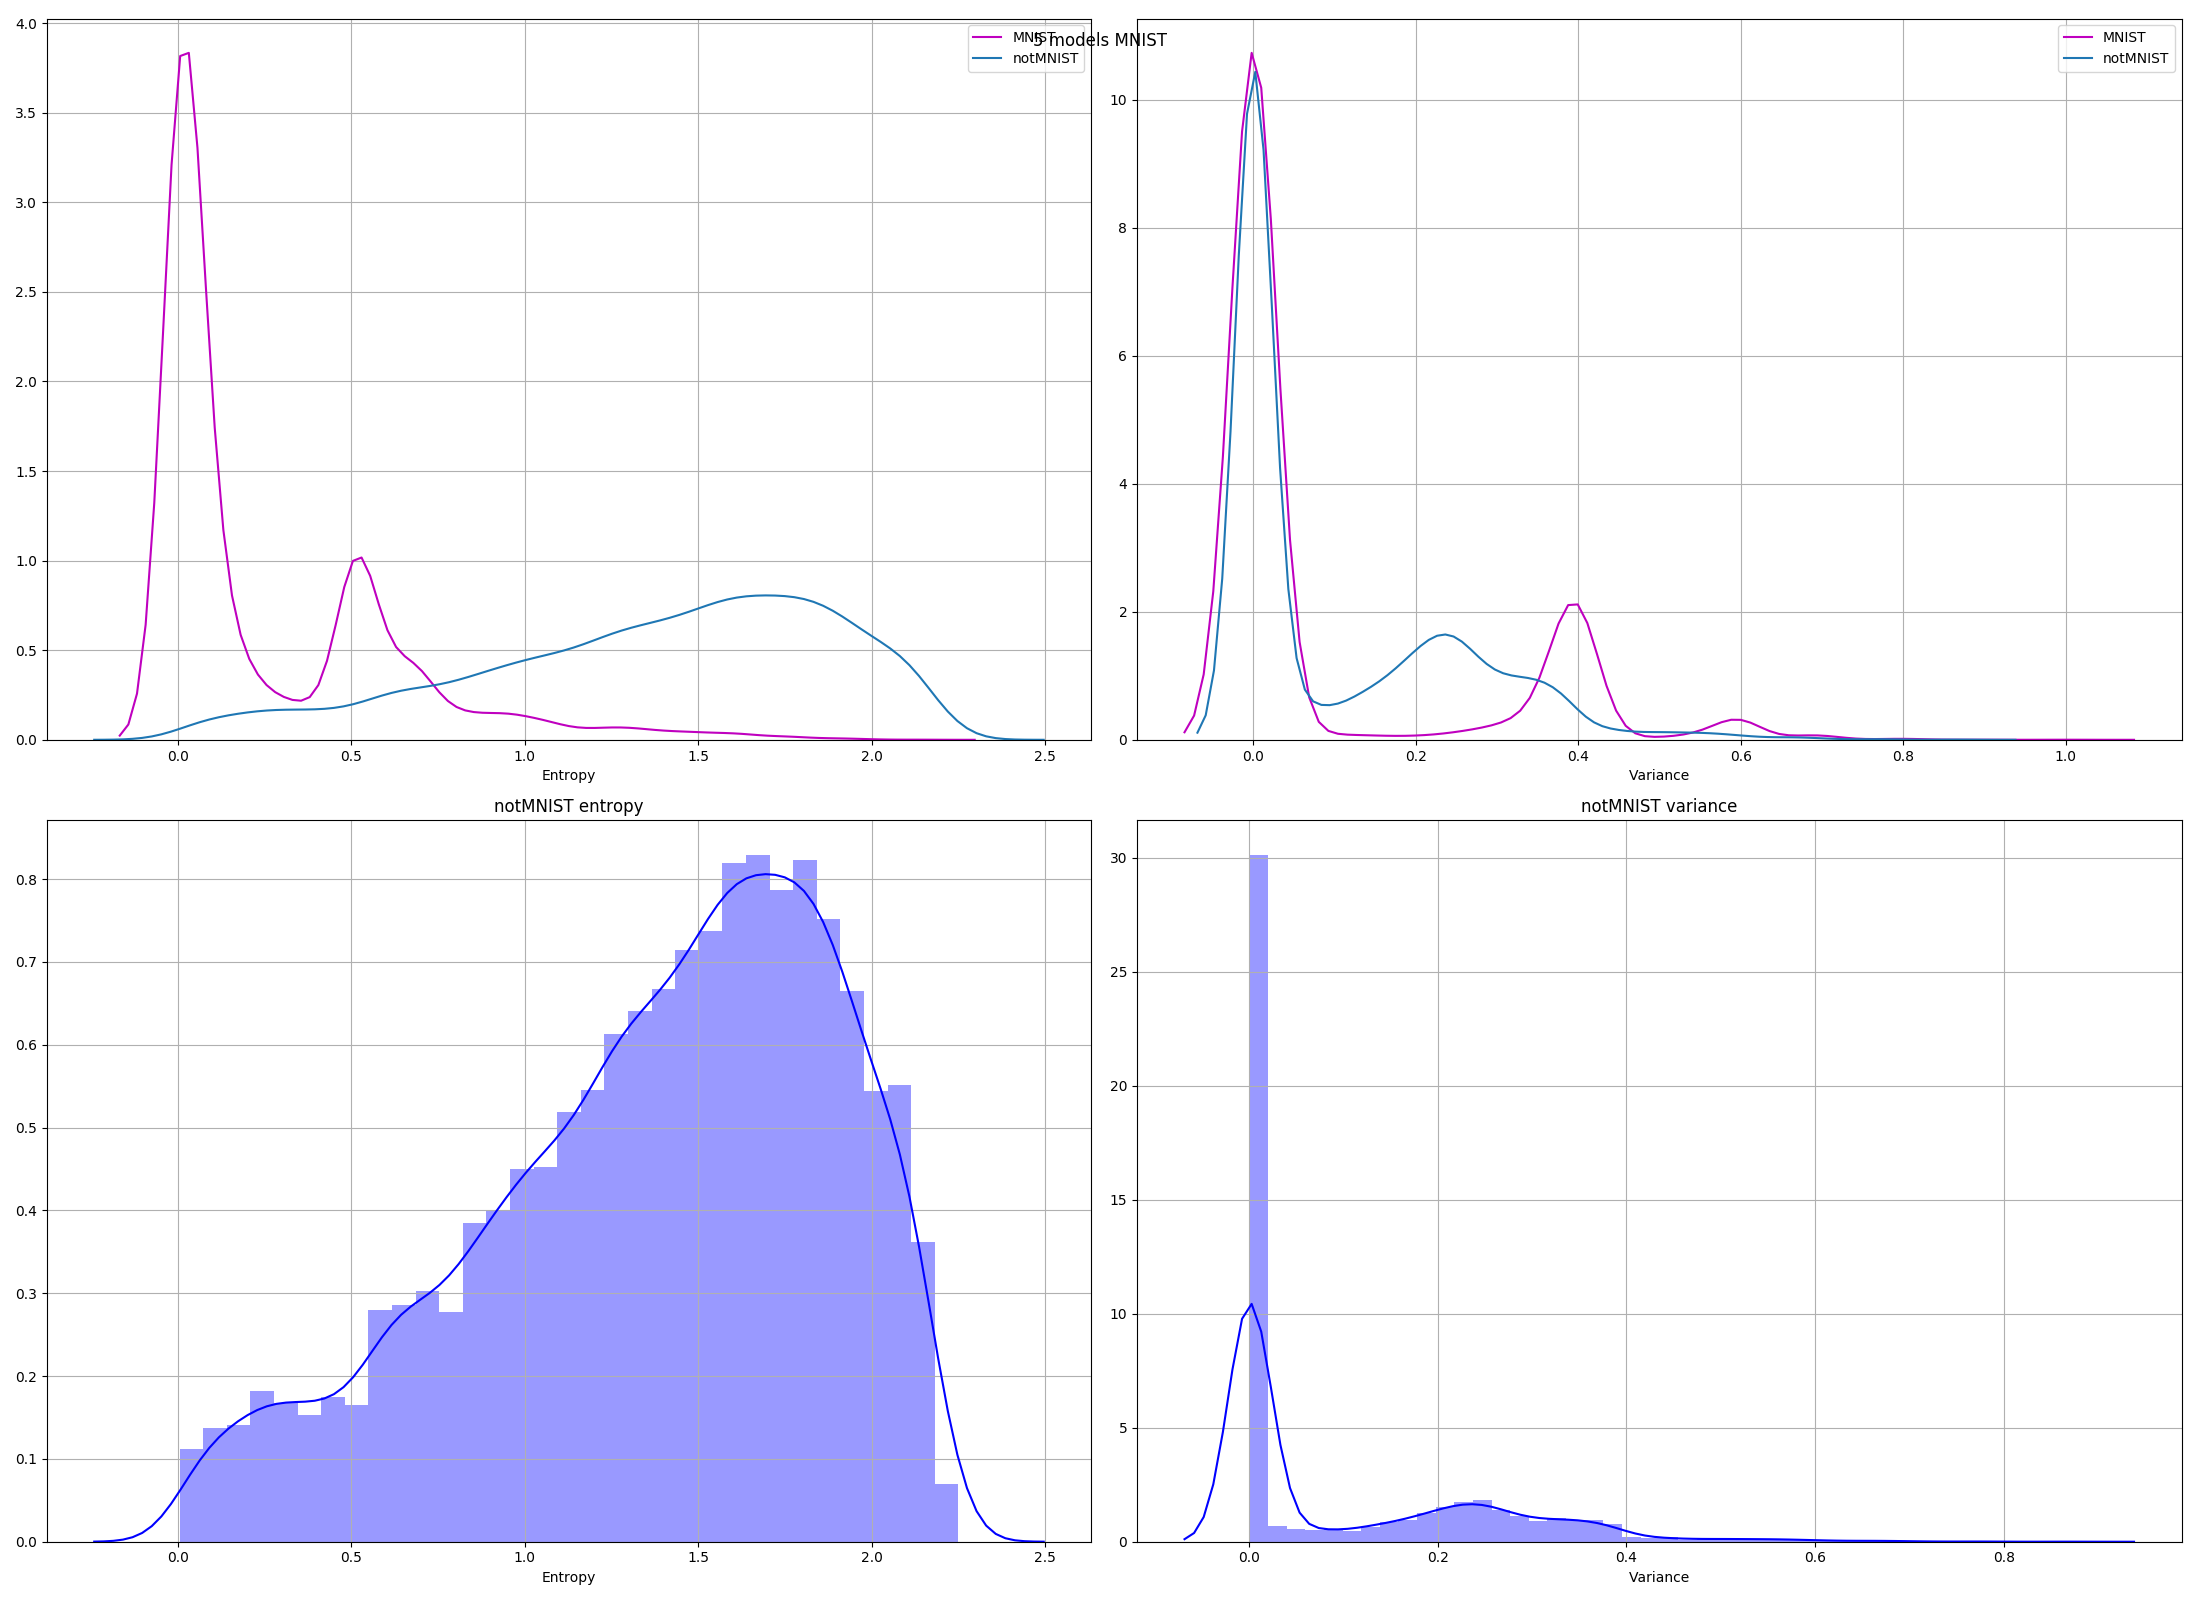 5 models MNIST
MNIST
notMNIST
4.0
3.5
3.0
2.5
2.0
1.5
1.0
0.5
0.0
0.0 0.5 1.0 1.5 2.0 2.5
Entropy
MNIST
notMNIST
10
8
6
4
2
0
0.0 0.2 0.4 0.6 0.8 1.0
Variance
notMNIST entropy
0.8
0.7
0.6
0.5
0.4
0.3
0.2
0.1
0.0
0.0 0.5 1.0 1.5 2.0 2.5
Entropy
notMNIST variance
30
25
20
15
10
5
0
0.0 0.2 0.4 0.6 0.8
Variance